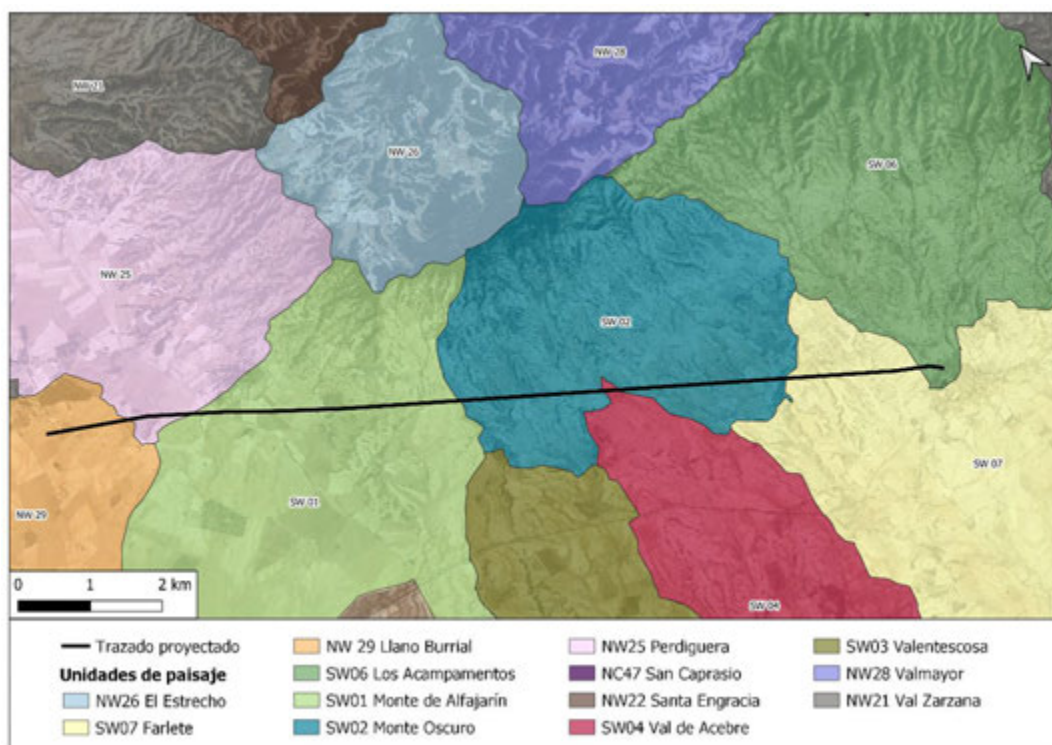 NW 21
NW 28
NW 26
SW 06
NW 25
SW 02
SW 07
SW 01
NW 29
SW 04
0 1 2 km
Trazado proyectado
Unidades de paisaje
NW26 El Estrecho
SW07 Farlete
NW 29 Llano Burrial
SW06 Los Acampamentos
SW01 Monte de Alfajarín
SW02 Monte Oscuro
NW25 Perdiguera
NC47 San Caprasio
NW22 Santa Engracia
SW04 Val de Acebre
SW03 Valentescosa
NW28 Valmayor
NW21 Val Zarzana